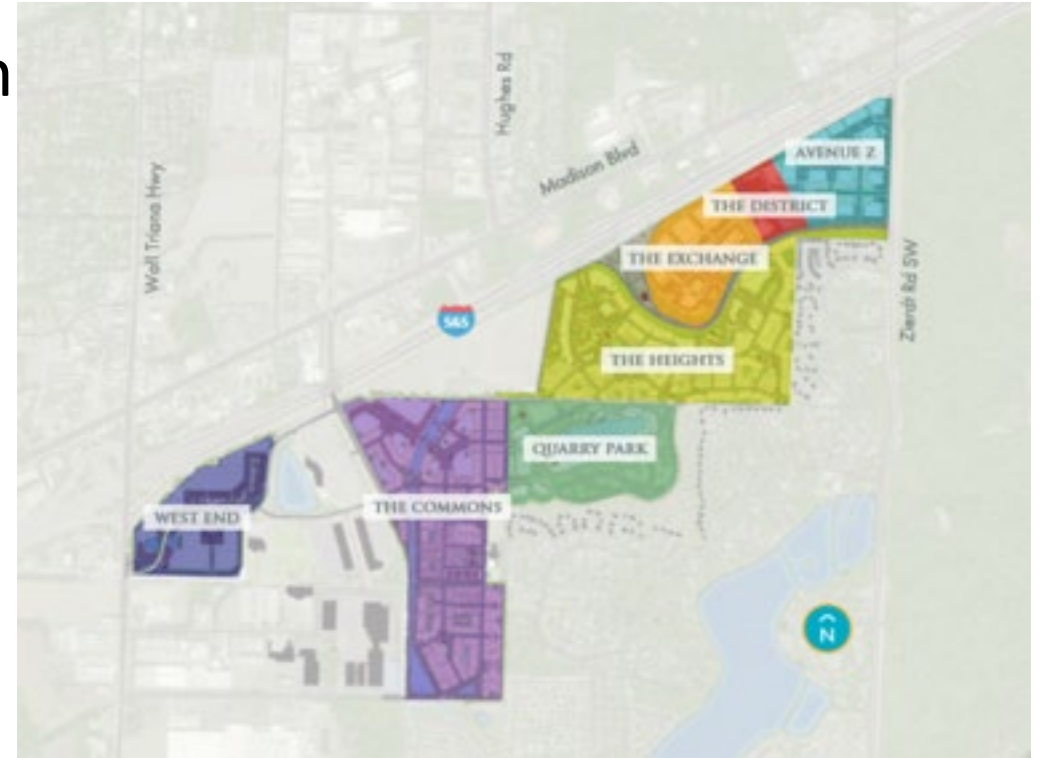 n
Hughes Rd
Madison Blvd
Wall Triana Hwy
AVENUE Z
THE DISTRICT
THE EXCHANGE
Zierdt Rd SW
565
THE HEIGHTS
QUARRY PARK
THE COMMONS
WEST END
N